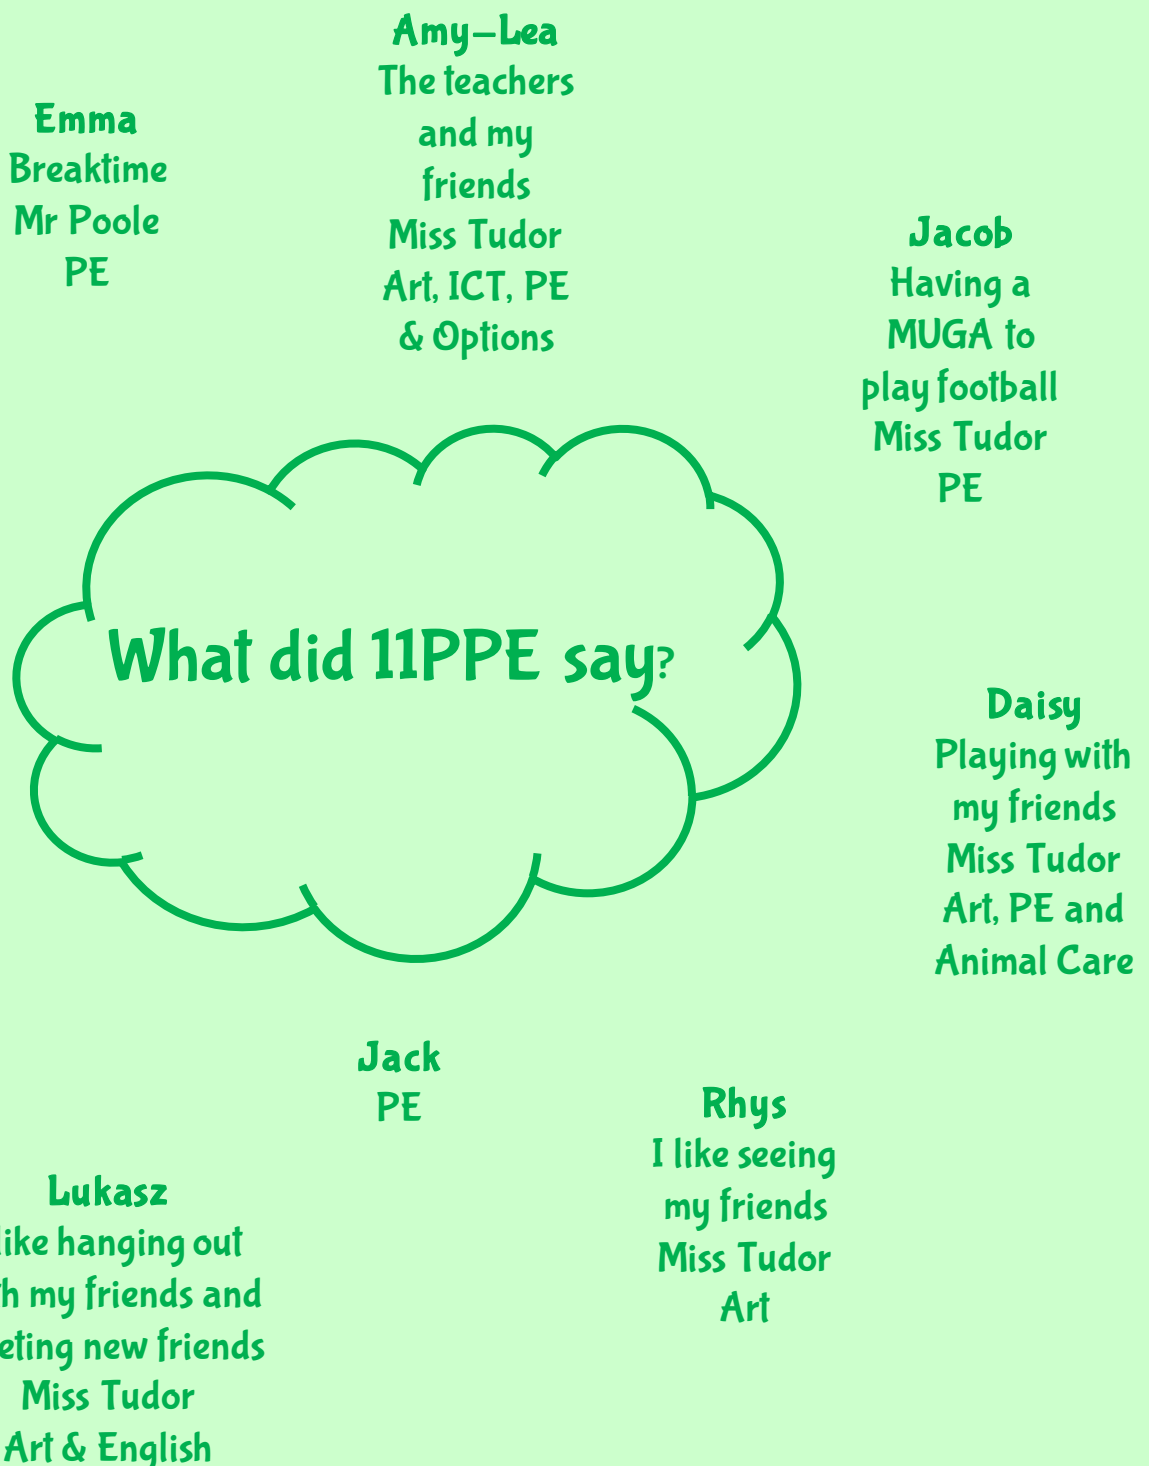 Amy-Lea
The teachers
and my
friends
Miss Tudor
Art, ICT, PE
& Options
Emma
Breaktime
Mr Poole
PE
Jacob
Having a
MUGA to
play football
Miss Tudor
PE
What did 11PPE say?
Daisy
Playing with
my friends
Miss Tudor
Art, PE and
Animal Care
Jack
PE
Rhys
I like seeing
my friends
Miss Tudor
Art
Lukasz
like hanging out
my friends and
new friends
Miss Tudor
Art & English